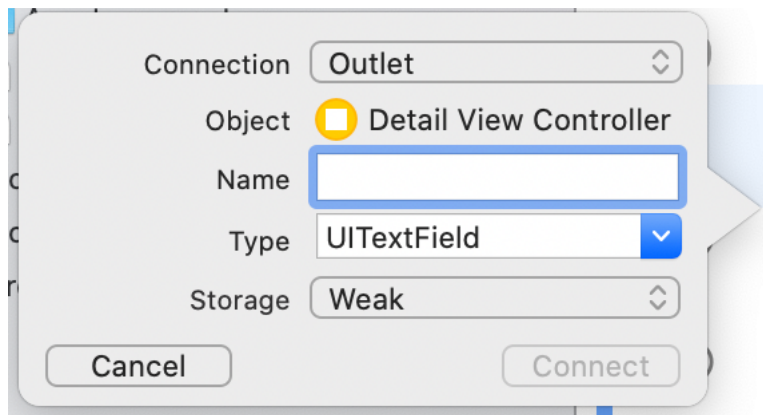 Connection Outlet
Object Detail View Controller
Name
Type UITextField
Storage Weak
Cancel Connect